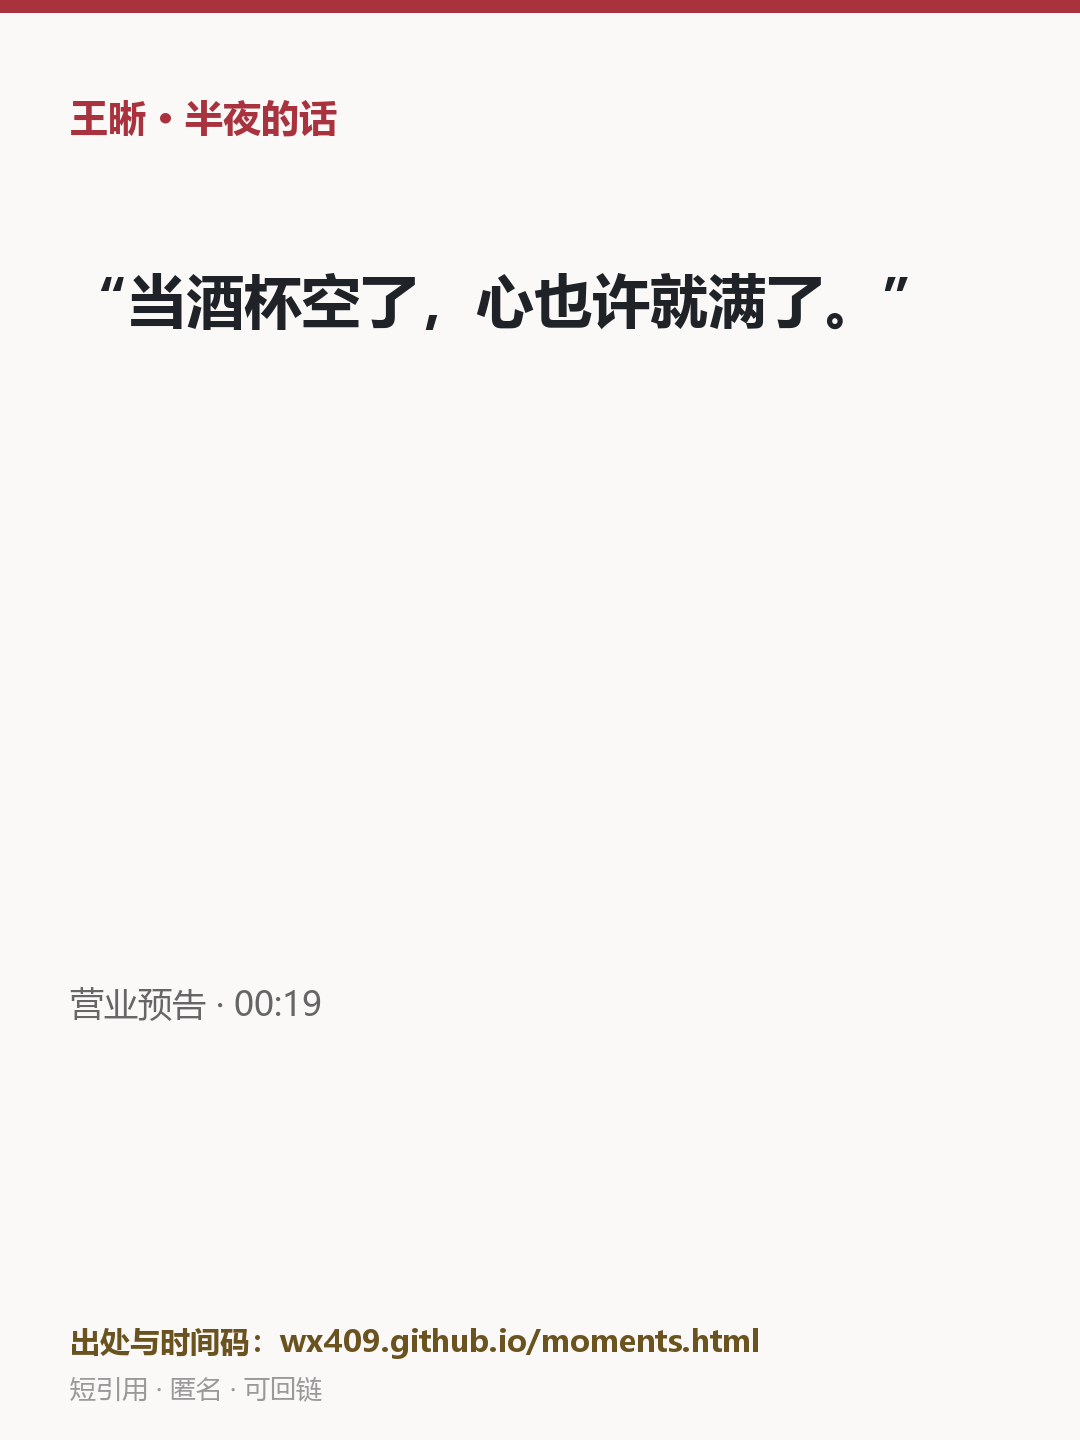 王晰·半夜的话
“当酒杯空了，心也许就满了。”
营业预告 · 00:19
出处与时间码：wx409.github.io/moments.html
短引用 · 匿名 · 可回链